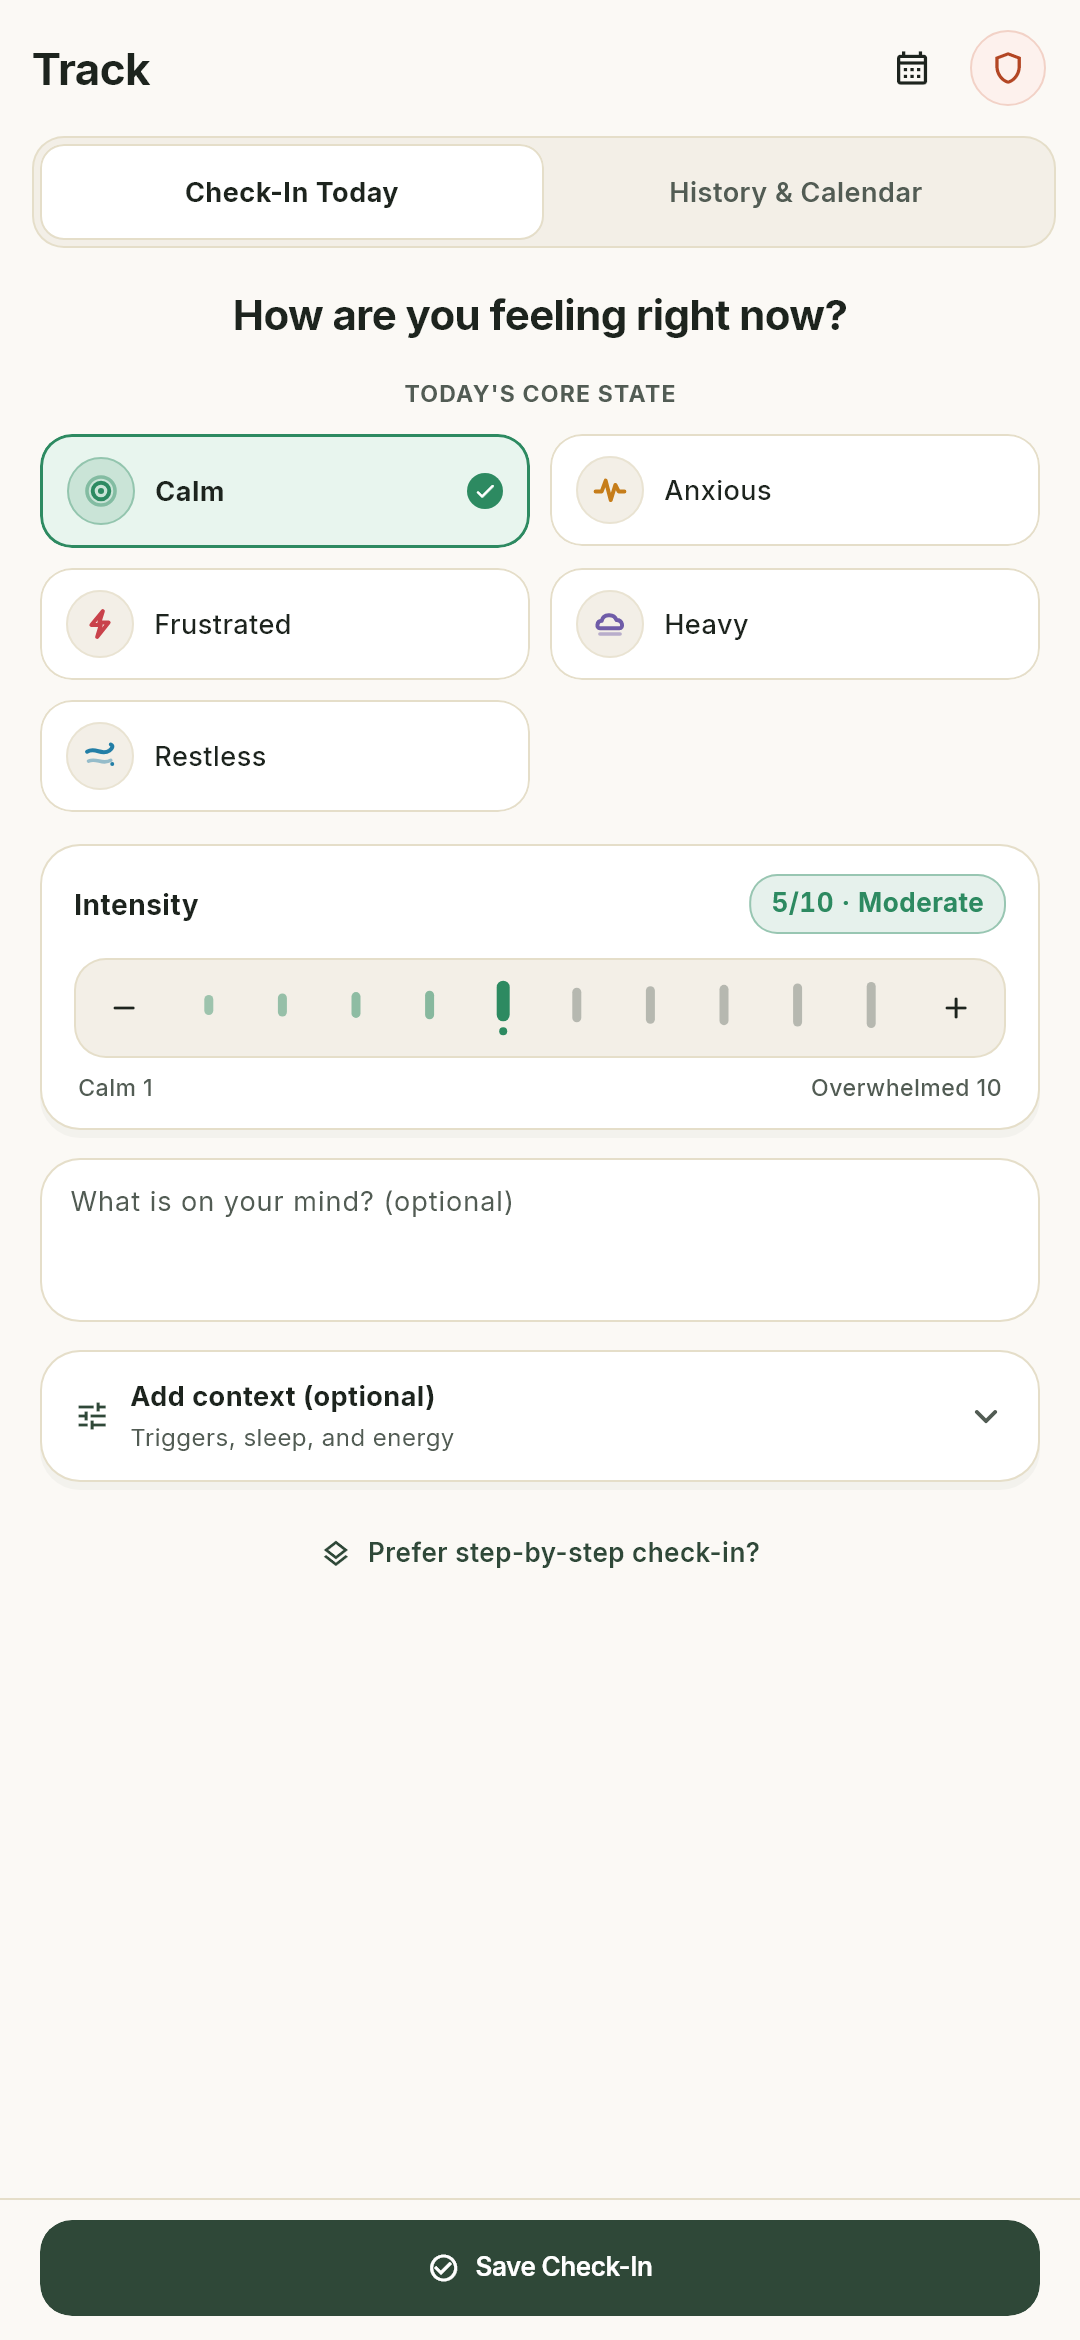 Track
Check-In Today
History & Calendar
How are you feeling right now?
TODAY'S CORE STATE
Calm
Anxious
Frustrated
Heavy
Restless
Intensity
5/10 · Moderate
Calm 1
Overwhelmed 10
What is on your mind? (optional)
Add context (optional)
Triggers, sleep, and energy
Prefer step-by-step check-in?
Save Check-In